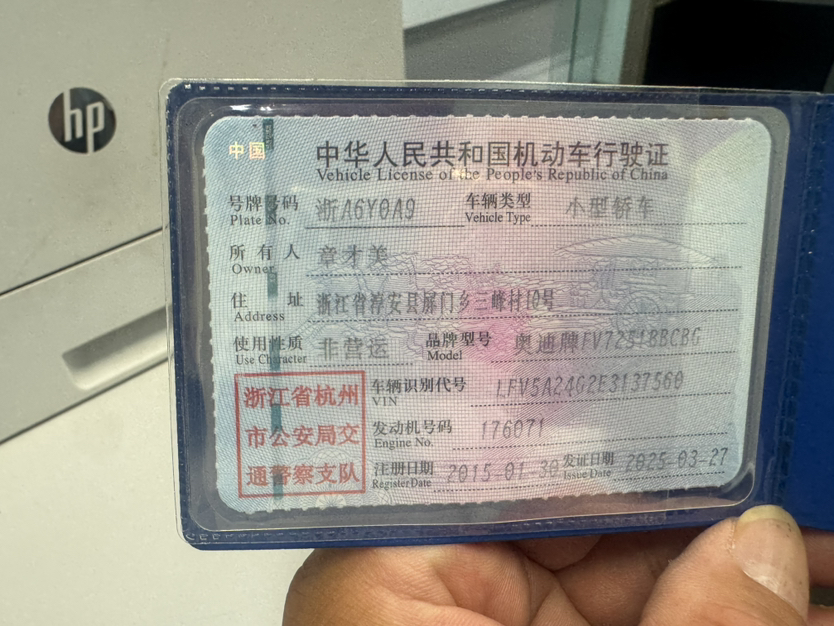 hp
中国
中华人民共和国机动车行驶证
Vehicle License of the People's Republic of China
号牌号码 浙A6Y0A9 车辆类型 小型轿车
Plate No. Vehicle Type
所有人 章才美
Owner
住址 浙江省淳安县屏门乡三峰村10号
Address
使用性质 非营运 品牌型号 奥迪牌FV7251BBCBG
Use Character Model
浙江省杭州
市公安局交
通警察支队
车辆识别代号 LFV5A24G2E3137560
VIN
发动机号码 176071
Engine No.
注册日期 2015-01-30 发证日期 2025-03-27
Register Date Issue Date